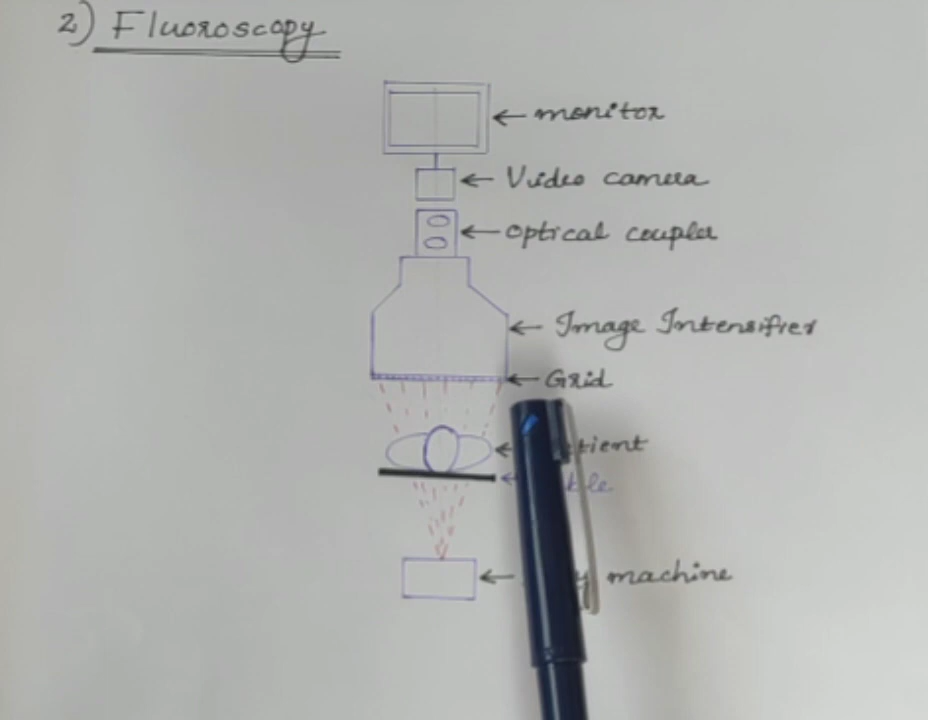 2) Fluoroscopy
monitor
Video camera
optical coupler
Image Intensifier
Grid
machine